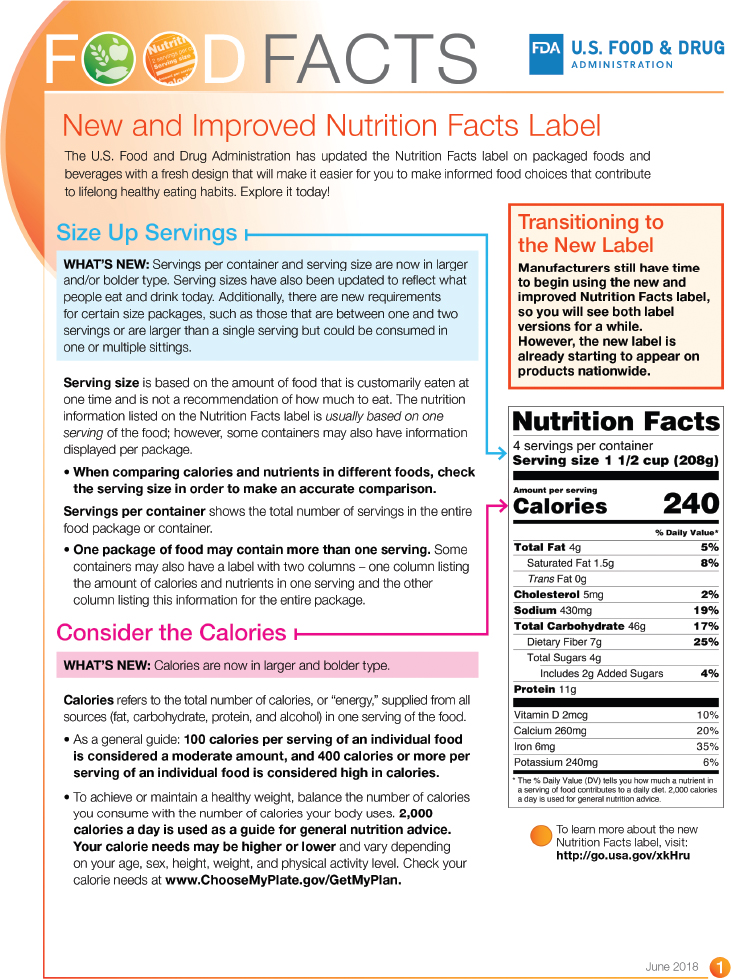 FOOD FACTS
FDA U.S. FOOD & DRUG
ADMINISTRATION
New and Improved Nutrition Facts Label
The U.S. Food and Drug Administration has updated the Nutrition Facts label on packaged foods and
beverages with a fresh design that will make it easier for you to make informed food choices that contribute
to lifelong healthy eating habits. Explore it today!
Size Up Servings
WHAT'S NEW: Servings per container and serving size are now in larger
and/or bolder type. Serving sizes have also been updated to reflect what
people eat and drink today. Additionally, there are new requirements
for certain size packages, such as those that are between one and two
servings or are larger than a single serving but could be consumed in
one or multiple sittings.
Serving size is based on the amount of food that is customarily eaten at
one time and is not a recommendation of how much to eat. The nutrition
information listed on the Nutrition Facts label is usually based on one
serving of the food; however, some containers may also have information
displayed per package.
• When comparing calories and nutrients in different foods, check
the serving size in order to make an accurate comparison.
Servings per container shows the total number of servings in the entire
food package or container.
• One package of food may contain more than one serving. Some
containers may also have a label with two columns – one column listing
the amount of calories and nutrients in one serving and the other
column listing this information for the entire package.
Consider the Calories
WHAT'S NEW: Calories are now in larger and bolder type.
Calories refers to the total number of calories, or “energy,” supplied from all
sources (fat, carbohydrate, protein, and alcohol) in one serving of the food.
• As a general guide: 100 calories per serving of an individual food
is considered a moderate amount, and 400 calories or more per
serving of an individual food is considered high in calories.
• To achieve or maintain a healthy weight, balance the number of calories
you consume with the number of calories your body uses. 2,000
calories a day is used as a guide for general nutrition advice.
Your calorie needs may be higher or lower and vary depending
on your age, sex, height, weight, and physical activity level. Check your
calorie needs at www.ChooseMyPlate.gov/GetMyPlan.
Transitioning to
the New Label
Manufacturers still have time
to begin using the new and
improved Nutrition Facts label,
so you will see both label
versions for a while.
However, the new label is
already starting to appear on
products nationwide.
Nutrition Facts
4 servings per container
Serving size 1 1/2 cup (208g)
Amount per serving
Calories 240
% Daily Value*
Total Fat 4g 5%
Saturated Fat 1.5g 8%
Trans Fat 0g
Cholesterol 5mg 2%
Sodium 430mg 19%
Total Carbohydrate 46g 17%
Dietary Fiber 7g 25%
Total Sugars 4g
Includes 2g Added Sugars 4%
Protein 11g
Vitamin D 2mcg 10%
Calcium 260mg 20%
Iron 6mg 35%
Potassium 240mg 6%
* The % Daily Value (DV) tells you how much a nutrient in
a serving of food contributes to a daily diet. 2,000 calories
a day is used for general nutrition advice.
To learn more about the new
Nutrition Facts label, visit:
http://go.usa.gov/xkHru
June 2018 1